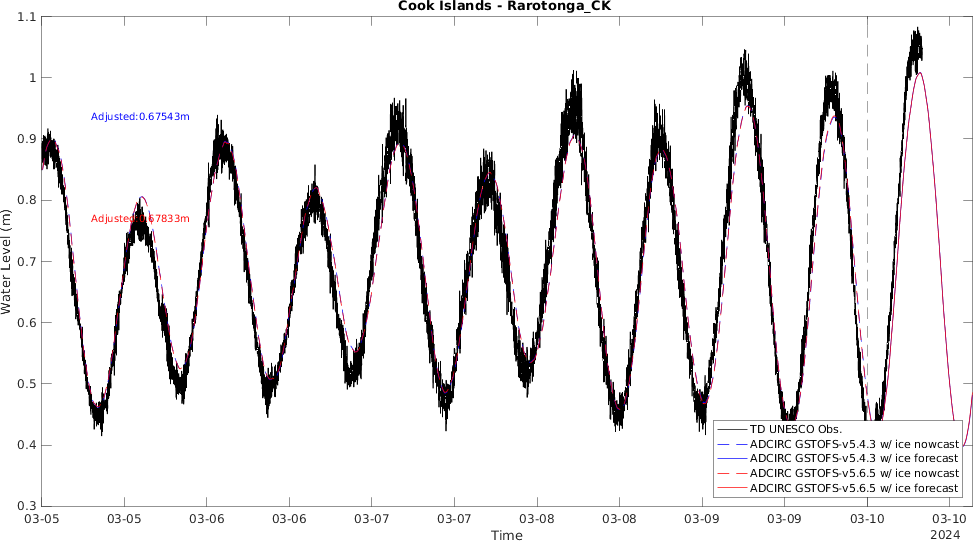 Cook Islands - Rarotonga_CK
1.1
1
0.9
0.8
0.7
0.6
0.5
0.4
0.3
Water Level (m)
Adjusted:0.67543m
Adjusted:0.67833m
TD UNESCO Obs.
ADCIRC GSTOFS-v5.4.3 w/ ice nowcast
ADCIRC GSTOFS-v5.4.3 w/ ice forecast
ADCIRC GSTOFS-v5.6.5 w/ ice nowcast
ADCIRC GSTOFS-v5.6.5 w/ ice forecast
03-05 03-05 03-06 03-06 03-07 03-07 03-08 03-08 03-09 03-09 03-10 03-10
2024
Time